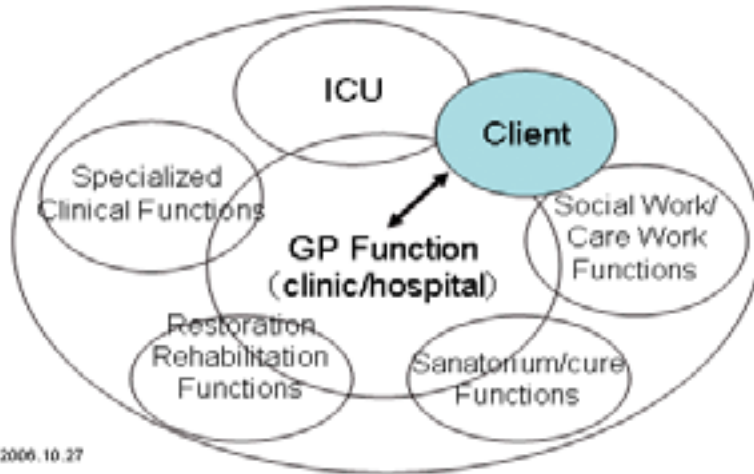 ICU
Client
Specialized
Clinical Functions
Social Work/
Care Work
Functions
GP Function
(clinic/hospital)
Restoration,
Rehabilitation
Functions
Sanatorium/cure
Functions
2006.10.27